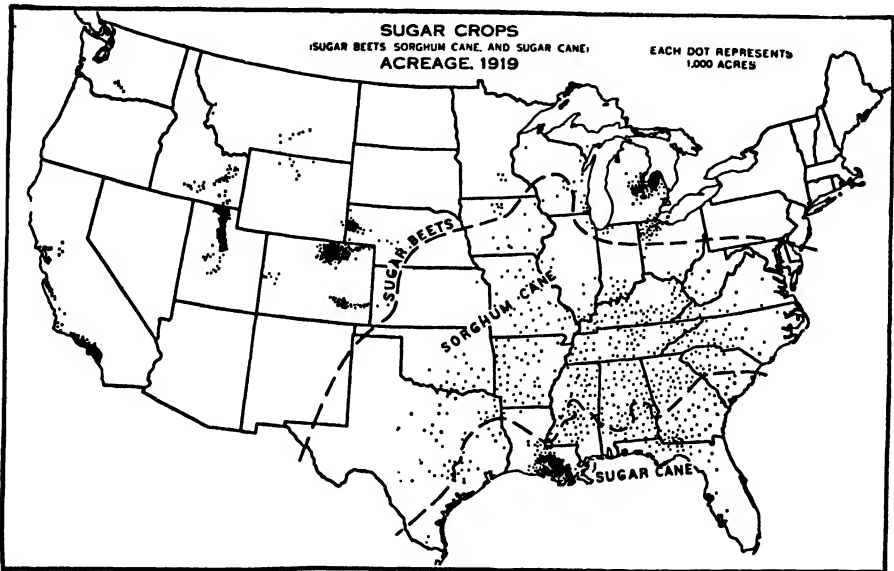 SUGAR CROPS
(SUGAR BEETS SORGHUM CANE, AND SUGAR CANE)
ACREAGE, 1919
EACH DOT REPRESENTS
1,000 ACRES
SUGAR BEETS
SORGHUM CANE
SUGAR CANE